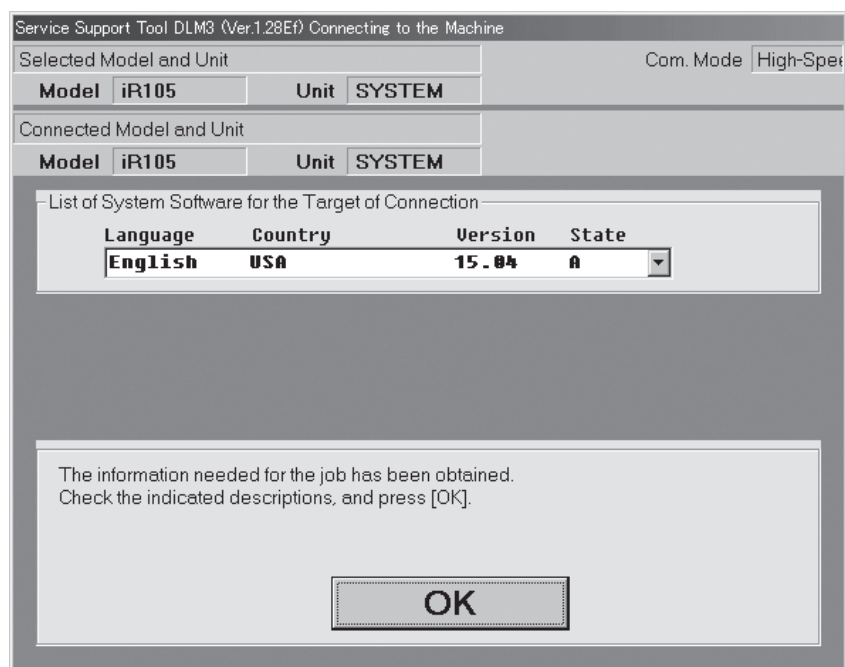 Service Support Tool DLM3 (Ver.1.28Ef) Connecting to the Machine
Selected Model and Unit Com. Mode High-Spee
Model iR105 Unit SYSTEM
Connected Model and Unit
Model iR105 Unit SYSTEM
List of System Software for the Target of Connection
Language Country Version State
English USA 15.04 A
The information needed for the job has been obtained.
Check the indicated descriptions, and press [OK].
OK